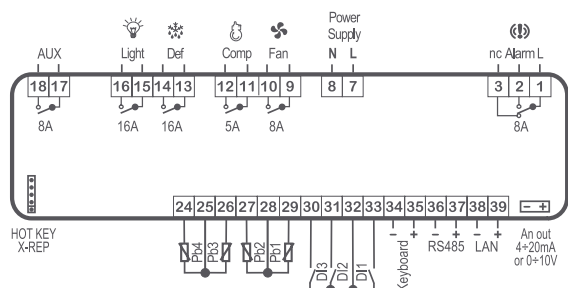 Power
Supply
AUX Light Def Comp Fan N L nc Alarm L
18 17 16 15 14 13 12 11 10 9 8 7 3 2 1
8A 16A 16A 5A 8A 8A
24 25 26 27 28 29 30 31 32 33 34 35 36 37 38 39 - +
HOT KEY
X-REP
Pb4 Pb3 Pb2 Pb1 DI3 DI2 DI1
- + Keyboard
- + RS485
- + LAN
An out
4÷20mA
or 0÷10V